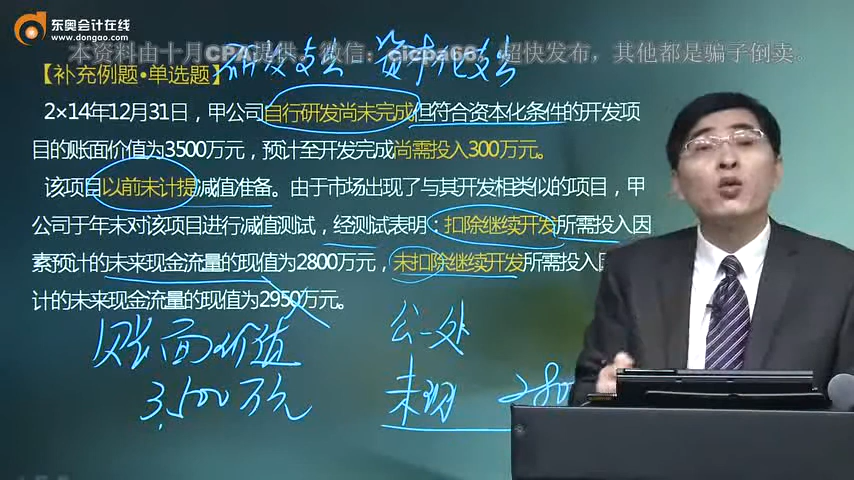 东奥会计在线
www.dongao.com
本资料由十月CPA提供。微信：cicpa66，超快发布，其他都是骗子倒卖。
研发支出 资本化支出
【补充例题·单选题】
2×14年12月31日，甲公司自行研发尚未完成但符合资本化条件的开发项
目的账面价值为3500万元，预计至开发完成尚需投入300万元。
该项目以前未计提减值准备。由于市场出现了与其开发相类似的项目，甲
公司于年末对该项目进行减值测试，经测试表明：扣除继续开发所需投入因
素预计的未来现金流量的现值为2800万元，未扣除继续开发所需投入因
计的未来现金流量的现值为2950万元。
账面价值 公-处
3,500万元 未现 280